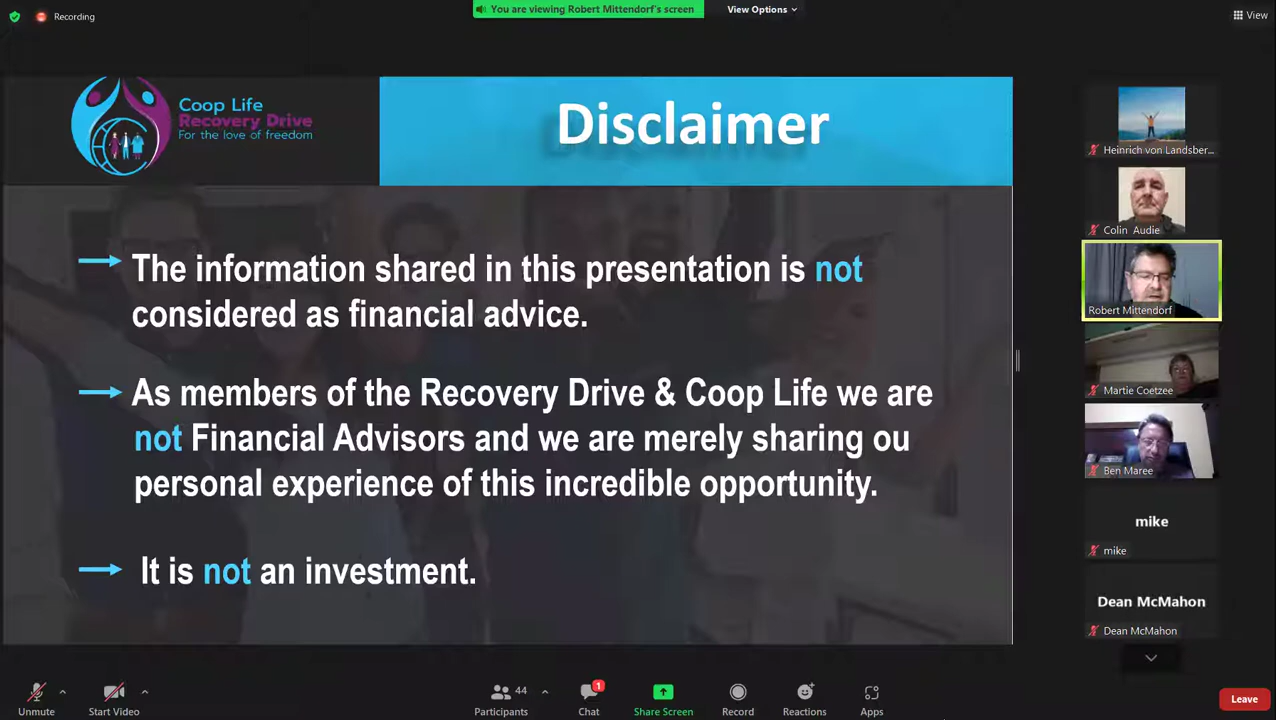 Recording
You are viewing Robert Mittendorf's screen
View Options
View
Coop Life
Recovery Drive
For the love of freedom
Disclaimer
The information shared in this presentation is not
considered as financial advice.
As members of the Recovery Drive & Coop Life we are
not Financial Advisors and we are merely sharing ou
personal experience of this incredible opportunity.
It is not an investment.
Heinrich von Landsber...
Colin Audie
Robert Mittendorf
Martie Coetzee
Ben Maree
mike
mike
Dean McMahon
Dean McMahon
Unmute
Start Video
44
Participants
1
Chat
Share Screen
Record
Reactions
Apps
Leave